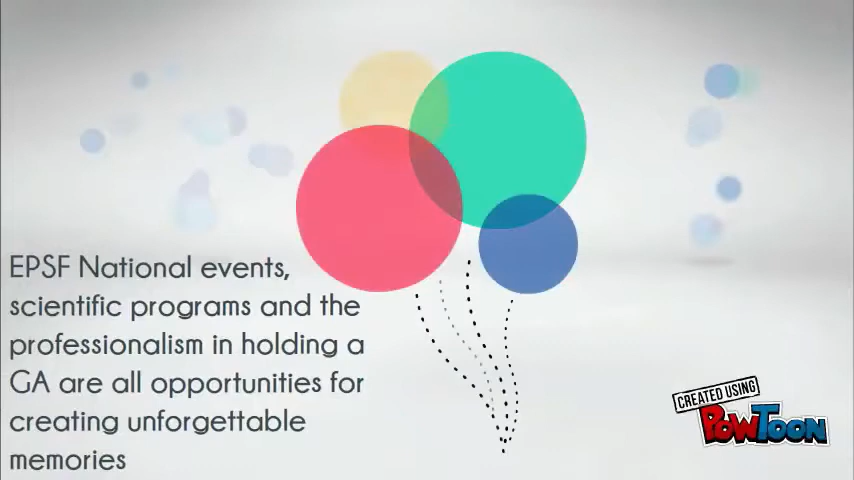 EPSF National events,
scientific programs and the
professionalism in holding a
GA are all opportunities for
creating unforgettable
memories
CREATED USING
POWTOON